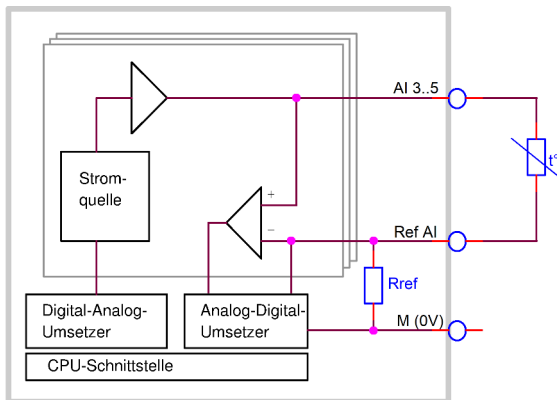 AI 3..5
Strom-
quelle
+
t°
−
Ref AI
Rref
Digital-Analog-
Umsetzer
Analog-Digital-
Umsetzer
M (0V)
CPU-Schnittstelle